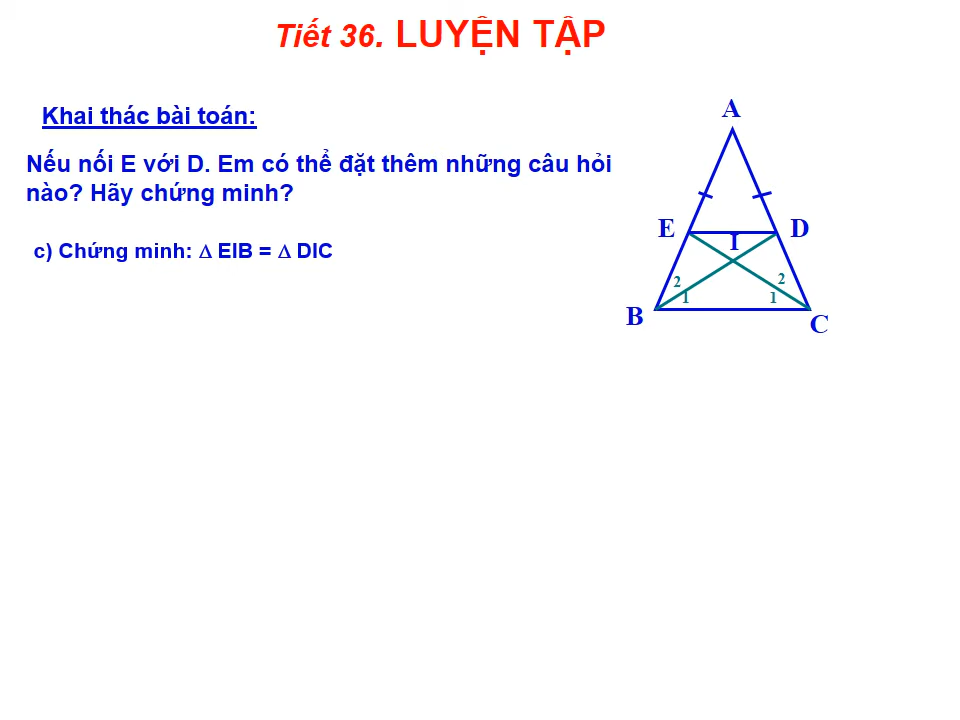 Tiết 36. LUYỆN TẬP
Khai thác bài toán:
Nếu nối E với D. Em có thể đặt thêm những câu hỏi
nào? Hãy chứng minh?
c) Chứng minh: Δ EIB = Δ DIC
A
E
I
D
2
2
1
1
B
C